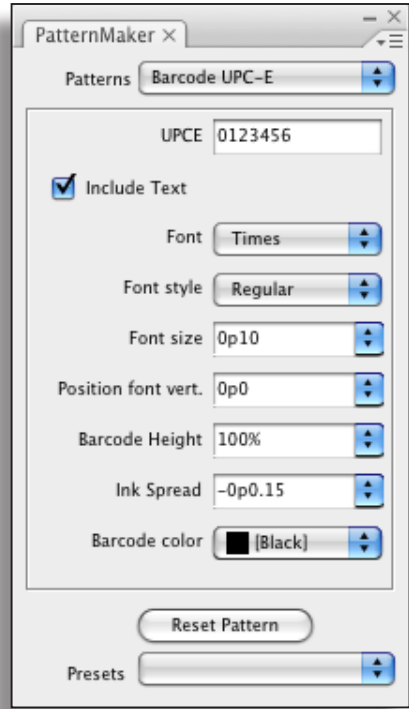 PatternMaker
Patterns Barcode UPC-E
UPCE 0123456
Include Text
Font Times
Font style Regular
Font size 0p10
Position font vert. 0p0
Barcode Height 100%
Ink Spread -0p0.15
Barcode color [Black]
Reset Pattern
Presets